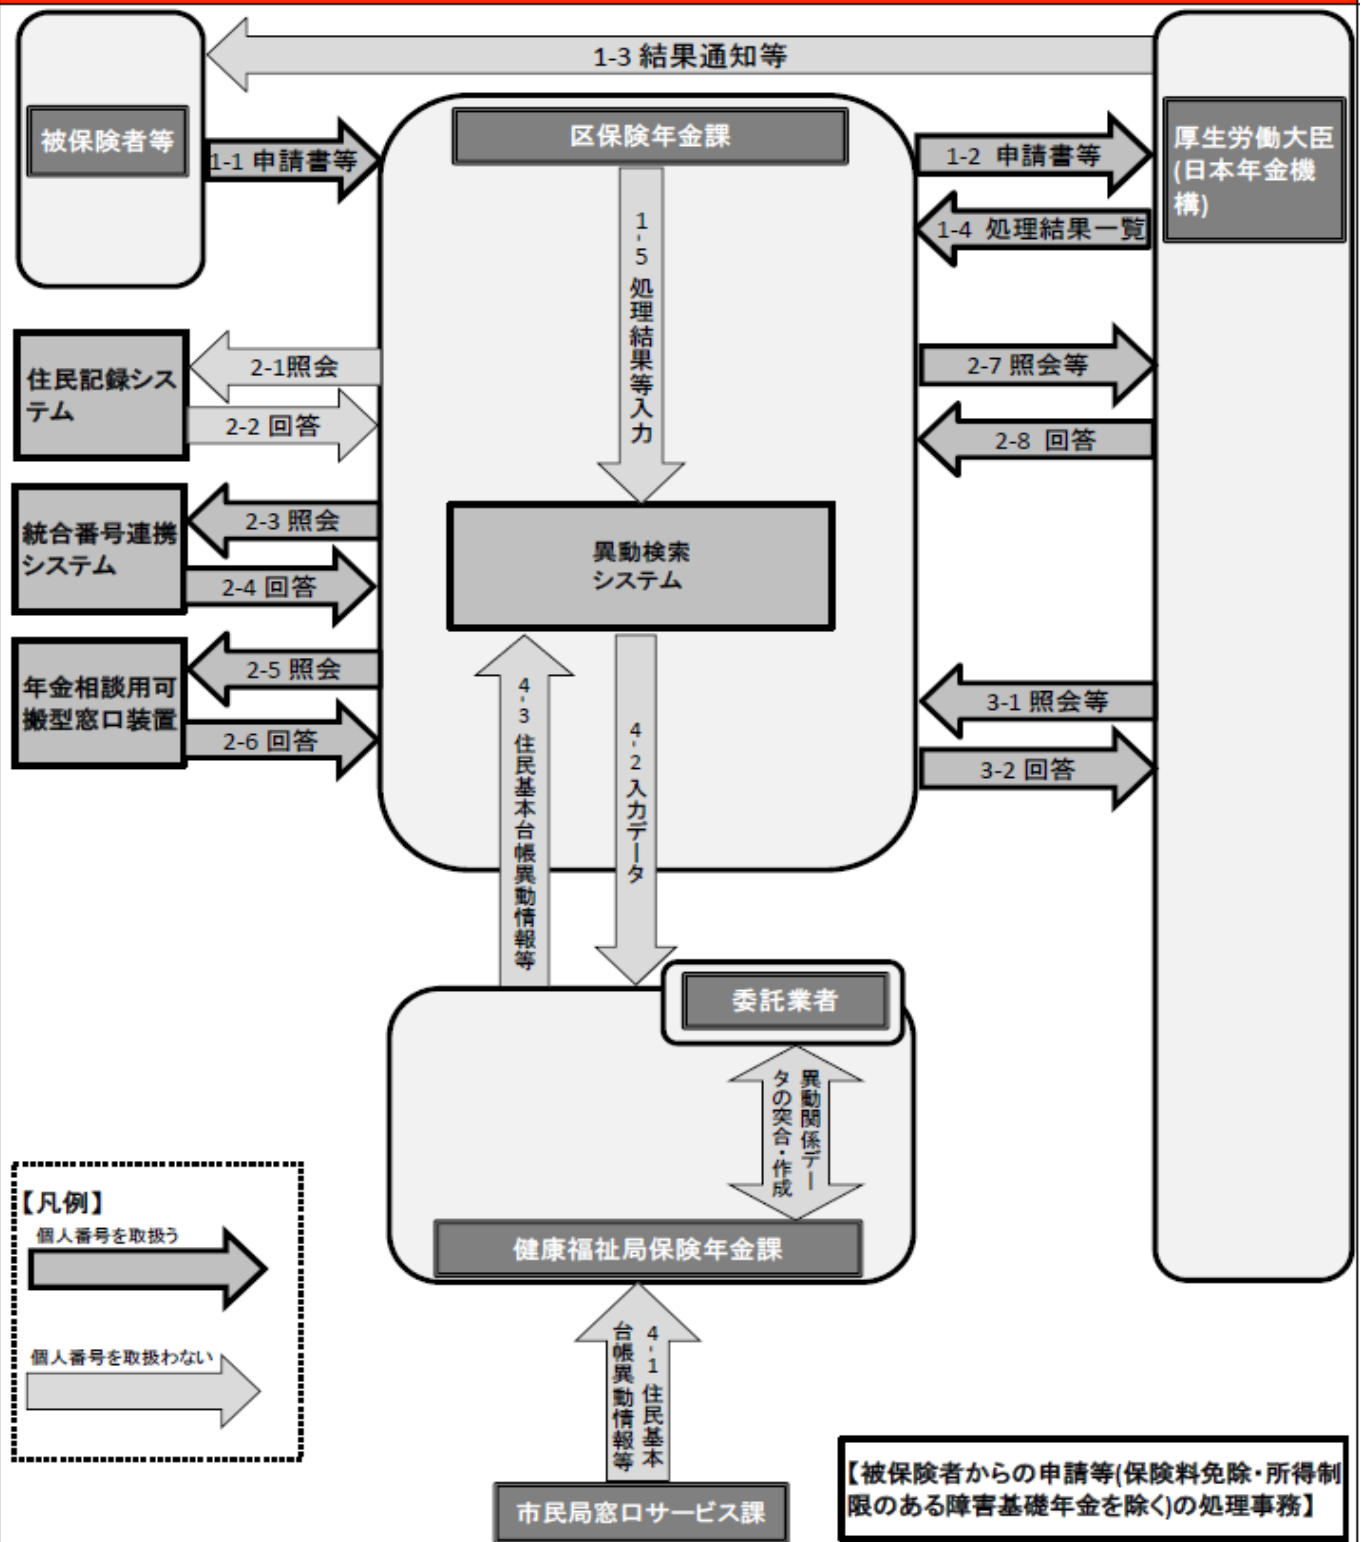 1-3 結果通知等
被保険者等
1-1 申請書等
区保険年金課
1-2 申請書等
厚生労働大臣
(日本年金機
構)
1-4 処理結果一覧
1-5 処理結果等入力
住民記録シス
テム
2-1照会
2-2 回答
2-7 照会等
2-8 回答
統合番号連携
システム
2-3 照会
2-4 回答
異動検索
システム
年金相談用可
搬型窓口装置
2-5 照会
2-6 回答
3-1 照会等
3-2 回答
4-3 住民基本台帳異動情報等
4-2 入力データ
委託業者
異動関係デー
タの突合・作成
健康福祉局保険年金課
【凡例】
個人番号を取扱う
個人番号を取扱わない
4-1 住民基本
台帳異動情報等
市民局窓口サービス課
【被保険者からの申請等(保険料免除・所得制
限のある障害基礎年金を除く)の処理事務】